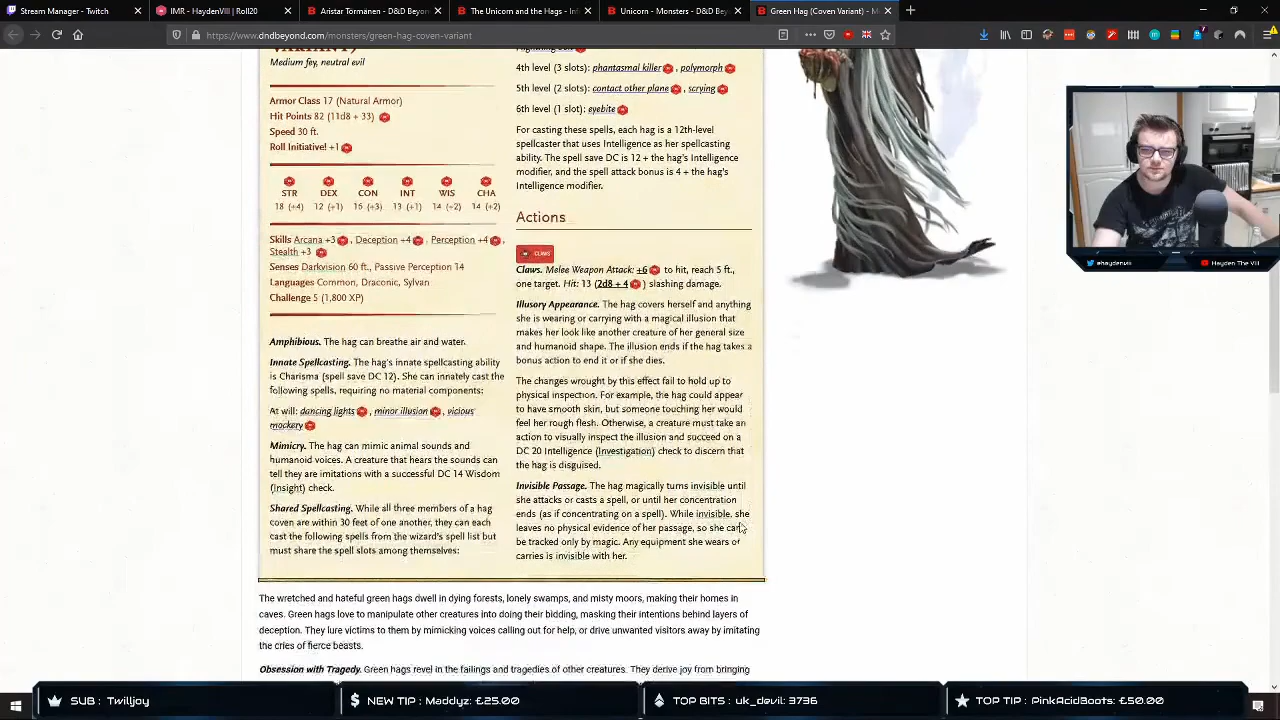 Stream Manager - Twitch
IMR - HaydenVIII | Roll20
Aristar Tormänen - D&D Beyon
The Unicorn and the Hags - Inf
Unicorn - Monsters - D&D Bey
Green Hag (Coven Variant) - M
https://www.dndbeyond.com/monsters/green-hag-coven-variant
VARIANT)
Medium fey, neutral evil
Armor Class 17 (Natural Armor)
Hit Points 82 (11d8 + 33)
Speed 30 ft.
Roll Initiative! +1
STR DEX CON INT WIS CHA
18 (+4) 12 (+1) 16 (+3) 13 (+1) 14 (+2) 14 (+2)
Skills Arcana +3 , Deception +4 , Perception +4 ,
Stealth +3
Senses Darkvision 60 ft., Passive Perception 14
Languages Common, Draconic, Sylvan
Challenge 5 (1,800 XP)
Amphibious. The hag can breathe air and water.
Innate Spellcasting. The hag's innate spellcasting ability
is Charisma (spell save DC 12). She can innately cast the
following spells, requiring no material components:
At will: dancing lights , minor illusion , vicious
mockery
Mimicry. The hag can mimic animal sounds and
humanoid voices. A creature that hears the sounds can
tell they are imitations with a successful DC 14 Wisdom
(Insight) check.
Shared Spellcasting. While all three members of a hag
coven are within 30 feet of one another, they can each
cast the following spells from the wizard's spell list but
must share the spell slots among themselves:
4th level (3 slots): phantasmal killer , polymorph
5th level (2 slots): contact other plane , scrying
6th level (1 slot): eyebite
For casting these spells, each hag is a 12th-level
spellcaster that uses Intelligence as her spellcasting
ability. The spell save DC is 12 + the hag's Intelligence
modifier, and the spell attack bonus is 4 + the hag's
Intelligence modifier.
Actions
CLAWS
Claws. Melee Weapon Attack: +6 to hit, reach 5 ft.,
one target. Hit: 13 (2d8 + 4 ) slashing damage.
Illusory Appearance. The hag covers herself and anything
she is wearing or carrying with a magical illusion that
makes her look like another creature of her general size
and humanoid shape. The illusion ends if the hag takes a
bonus action to end it or if she dies.
The changes wrought by this effect fail to hold up to
physical inspection. For example, the hag could appear
to have smooth skin, but someone touching her would
feel her rough flesh. Otherwise, a creature must take an
action to visually inspect the illusion and succeed on a
DC 20 Intelligence (Investigation) check to discern that
the hag is disguised.
Invisible Passage. The hag magically turns invisible until
she attacks or casts a spell, or until her concentration
ends (as if concentrating on a spell). While invisible, she
leaves no physical evidence of her passage, so she can
be tracked only by magic. Any equipment she wears or
carries is invisible with her.
The wretched and hateful green hags dwell in dying forests, lonely swamps, and misty moors, making their homes in
caves. Green hags love to manipulate other creatures into doing their bidding, masking their intentions behind layers of
deception. They lure victims to them by mimicking voices calling out for help, or drive unwanted visitors away by imitating
the cries of fierce beasts.
Obsession with Tragedy. Green hags revel in the failings and tragedies of other creatures. They derive joy from bringing
ehaydenviii
Hayden The VIII
SUB : Twilljoy
NEW TIP : Maddyz: £25.00
TOP BITS : uk_devil: 3736
TOP TIP : PinkAcidBoots: £50.00